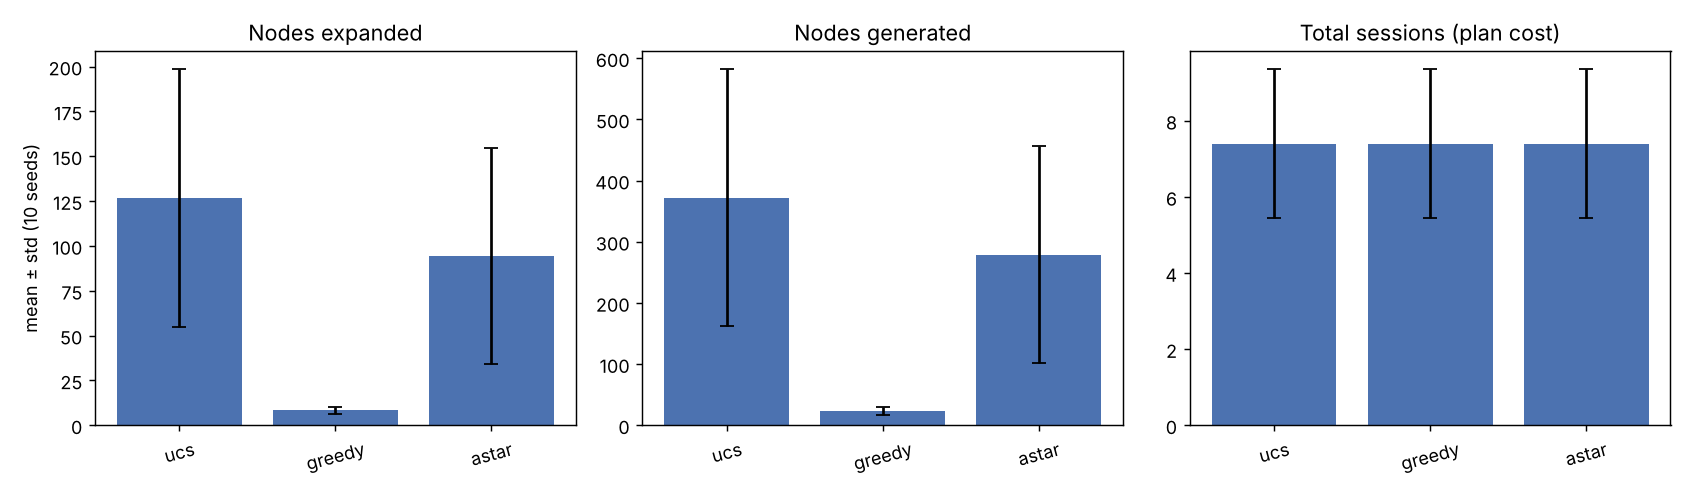 Nodes expanded
mean ± std (10 seeds)
200
175
150
125
100
75
50
25
0
ucs
greedy
astar
Nodes generated
600
500
400
300
200
100
0
ucs
greedy
astar
Total sessions (plan cost)
8
6
4
2
0
ucs
greedy
astar